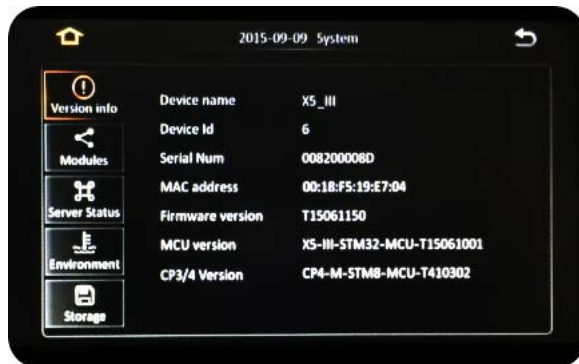 2015-09-09 System
Version info
Modules
Server Status
Environment
Storage
Device name X5_III
Device Id 6
Serial Num 008200008D
MAC address 00:18:F5:19:E7:04
Firmware version T15061150
MCU version X5-III-STM32-MCU-T15061001
CP3/4 Version CP4-M-STM8-MCU-T410302